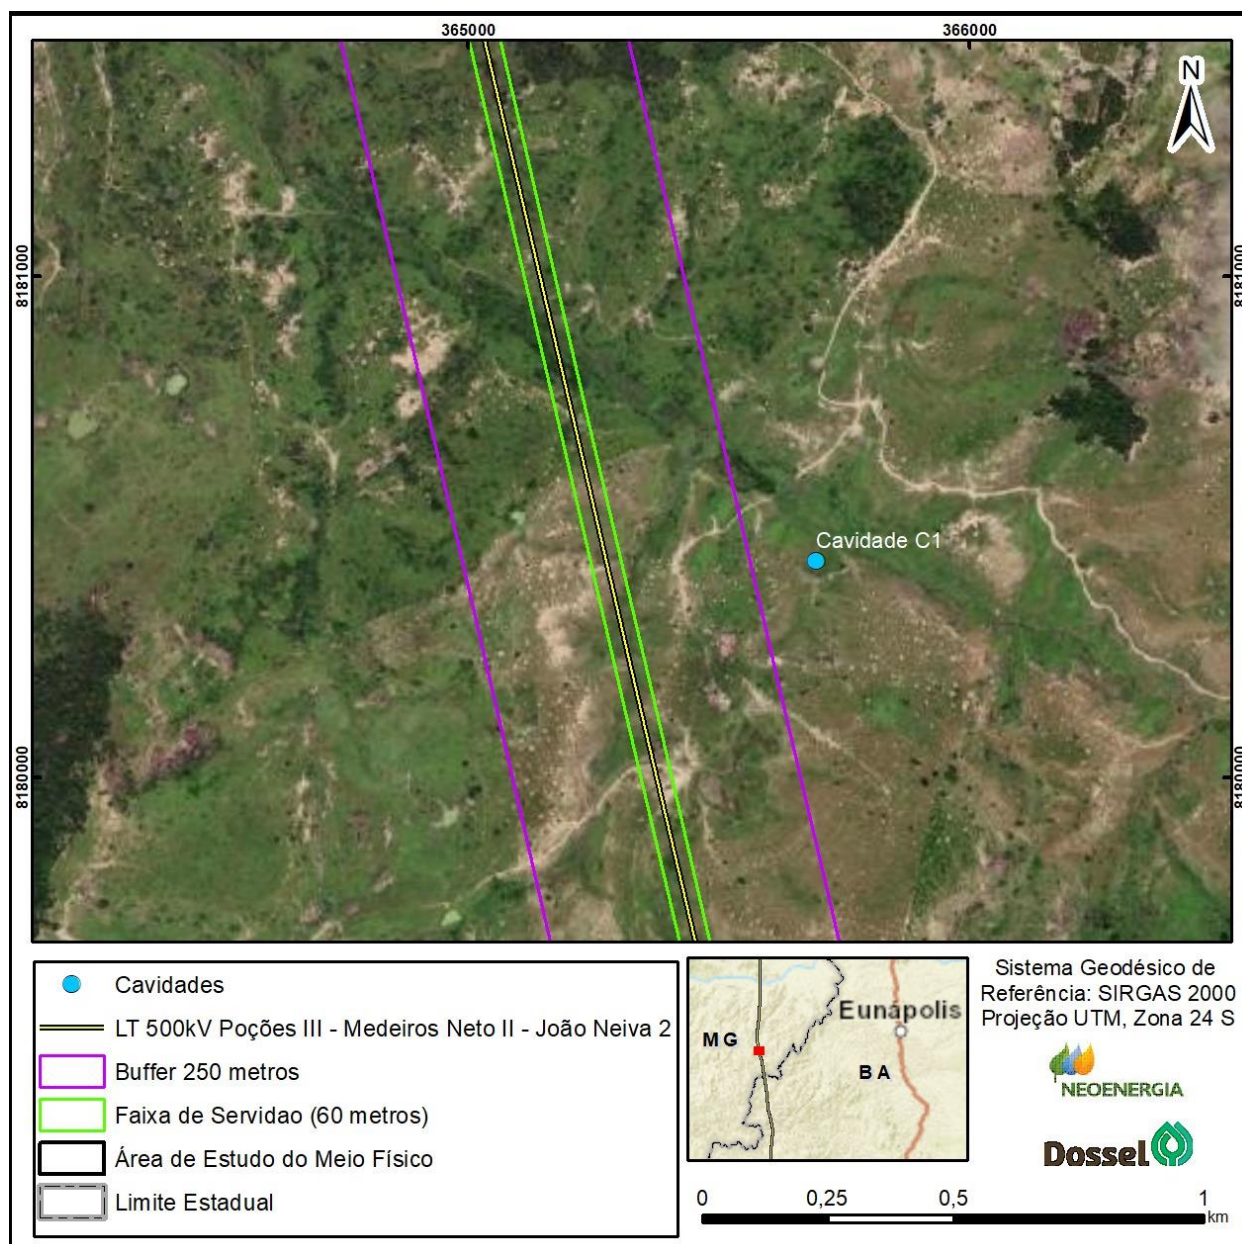 365000
366000
N
8181000
8181000
Cavidade C1
8180000
8180000
Cavidades
LT 500kV Poções III - Medeiros Neto II - João Neiva 2
Buffer 250 metros
Faixa de Servidao (60 metros)
Área de Estudo do Meio Físico
Limite Estadual
Eunápolis
MG
BA
Sistema Geodésico de
Referência: SIRGAS 2000
Projeção UTM, Zona 24 S
NEOENERGIA
Dossel
0 0,25 0,5 1
km